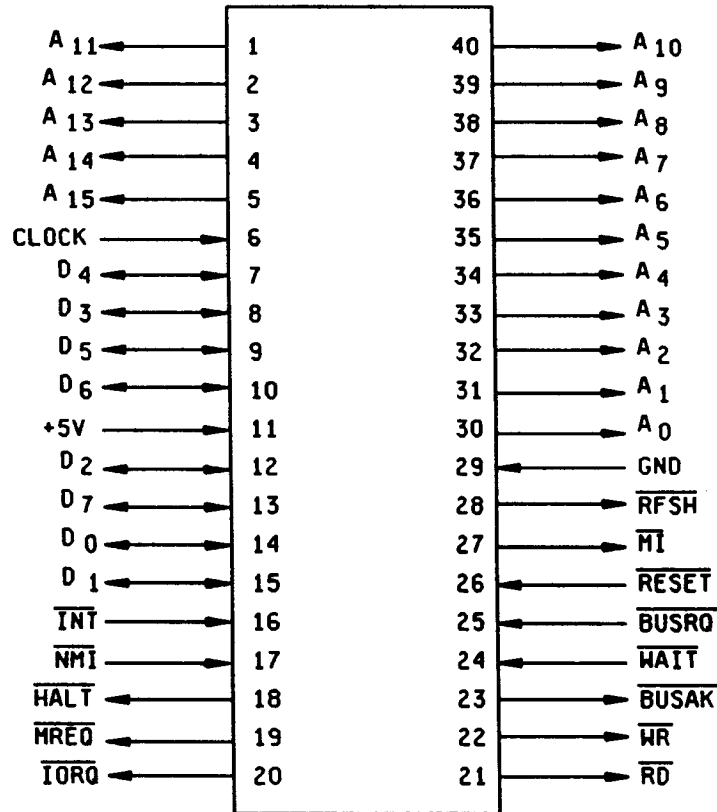 A11 1 40 A10
A12 2 39 A9
A13 3 38 A8
A14 4 37 A7
A15 5 36 A6
CLOCK 6 35 A5
D4 7 34 A4
D3 8 33 A3
D5 9 32 A2
D6 10 31 A1
+5V 11 30 A0
D2 12 29 GND
D7 13 28 RFSH
D0 14 27 MI
D1 15 26 RESET
INT 16 25 BUSRQ
NMI 17 24 WAIT
HALT 18 23 BUSAK
MREQ 19 22 WR
IORQ 20 21 RD